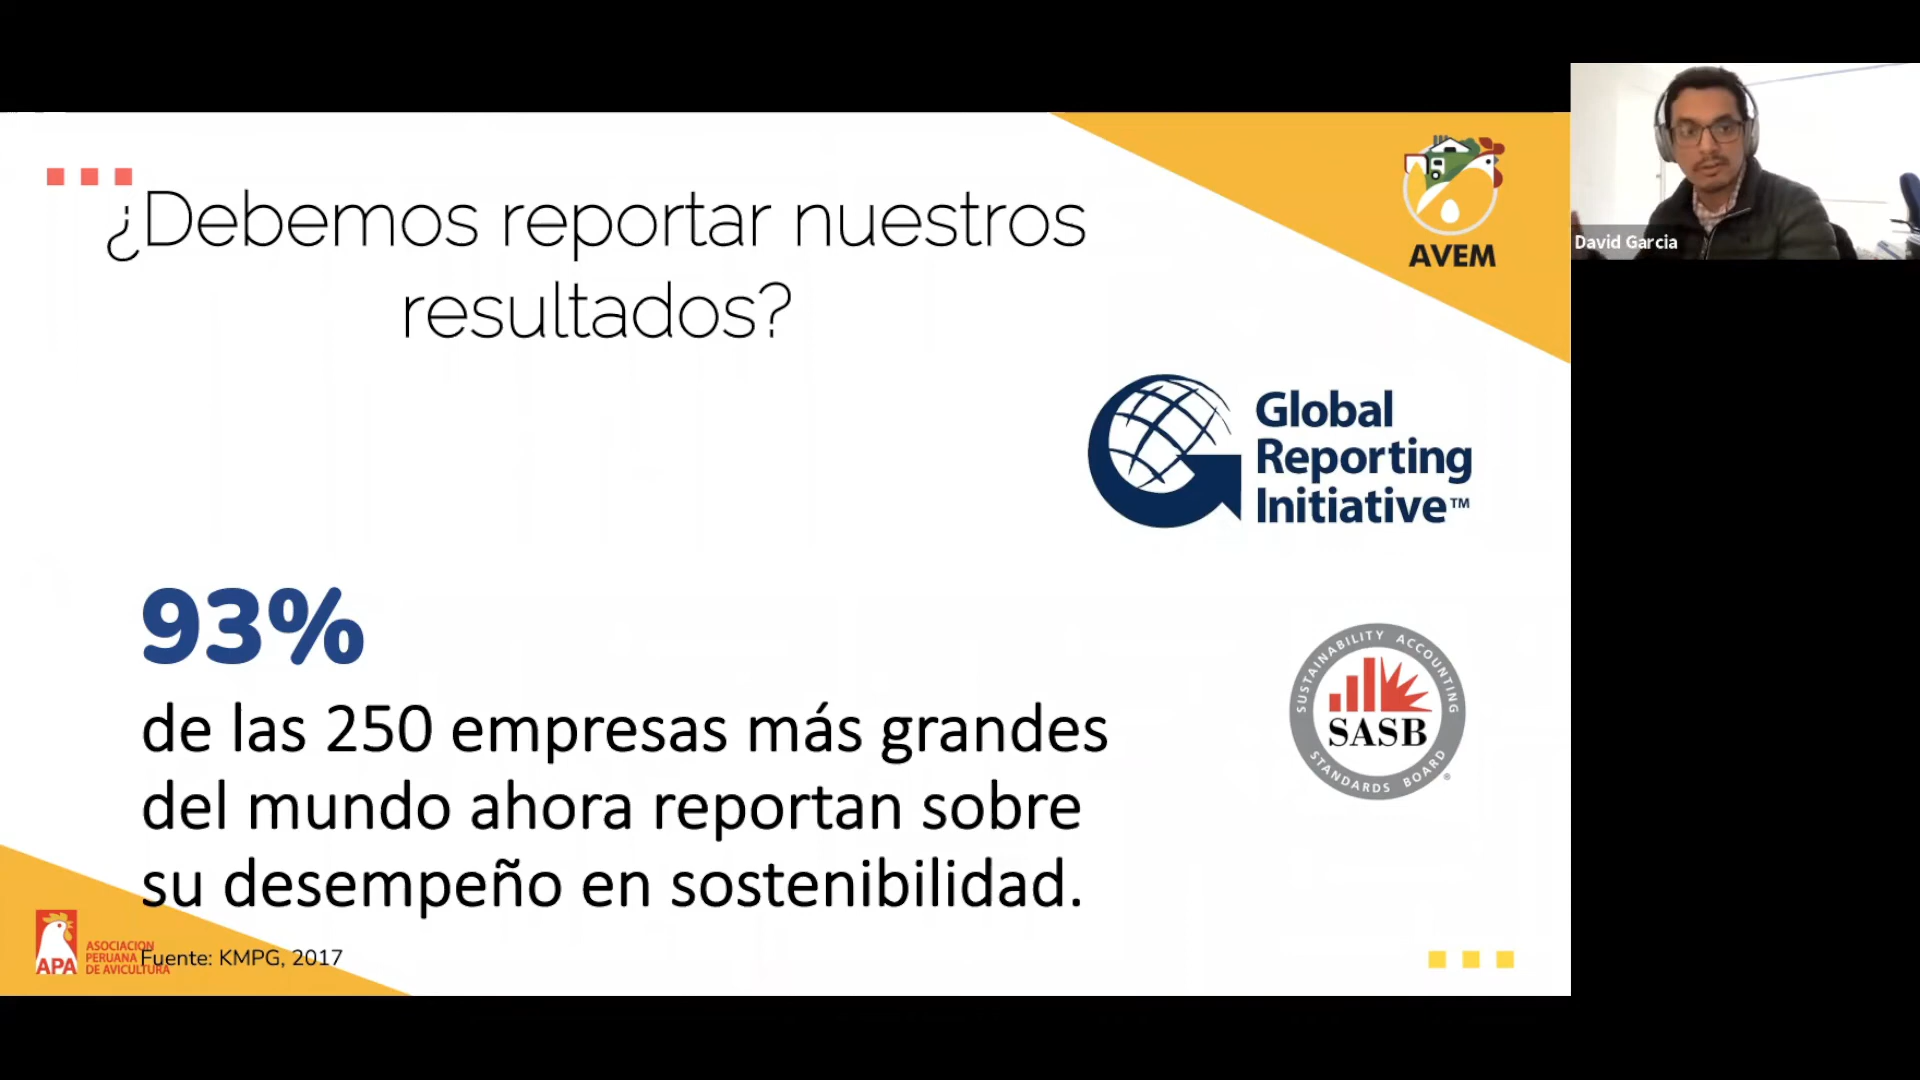 ¿Debemos reportar nuestros
resultados?
AVEM
David Garcia
Global
Reporting
Initiative™
93%
de las 250 empresas más grandes
del mundo ahora reportan sobre
su desempeño en sostenibilidad.
SUSTAINABILITY ACCOUNTING
SASB
STANDARDS BOARD®
APA
ASOCIACION
PERUANA
DE AVICULTURA
Fuente: KMPG, 2017